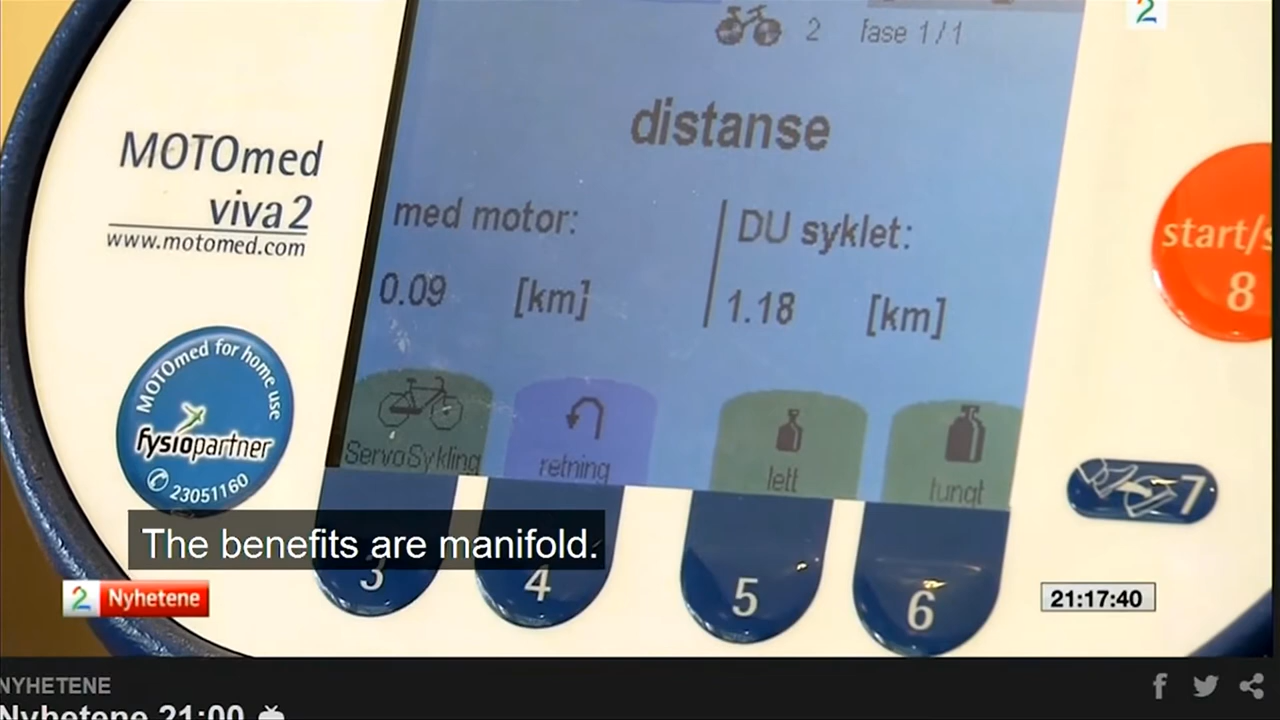 2
2 fase 1/1
distanse
MOTOmed
viva 2
www.motomed.com
med motor:
DU syklet:
0.09 [km]
1.18 [km]
start/s
8
MOTOmed for home use
fysiopartner
23051160
ServoSykling
retning
lett
tungt
7
The benefits are manifold.
3
4
5
6
2 Nyhetene
21:17:40
NYHETENE
Nyhetene 21:00